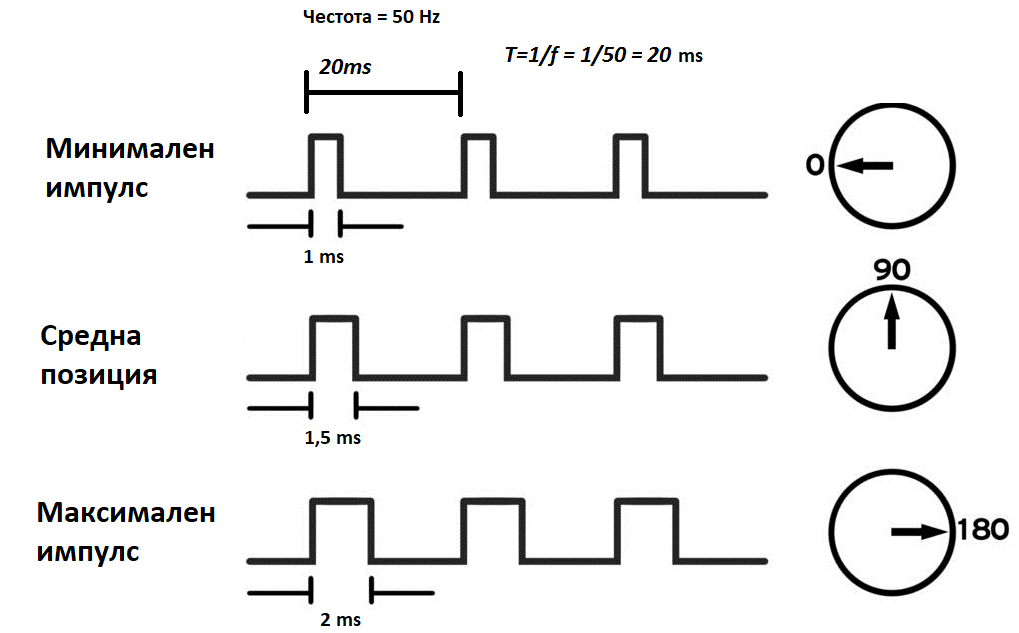 Честота = 50 Hz
T=1/f = 1/50 = 20 ms
20ms
Минимален
импулс
0
1 ms
90
Средна
позиция
1,5 ms
Максимален
импулс
180
2 ms